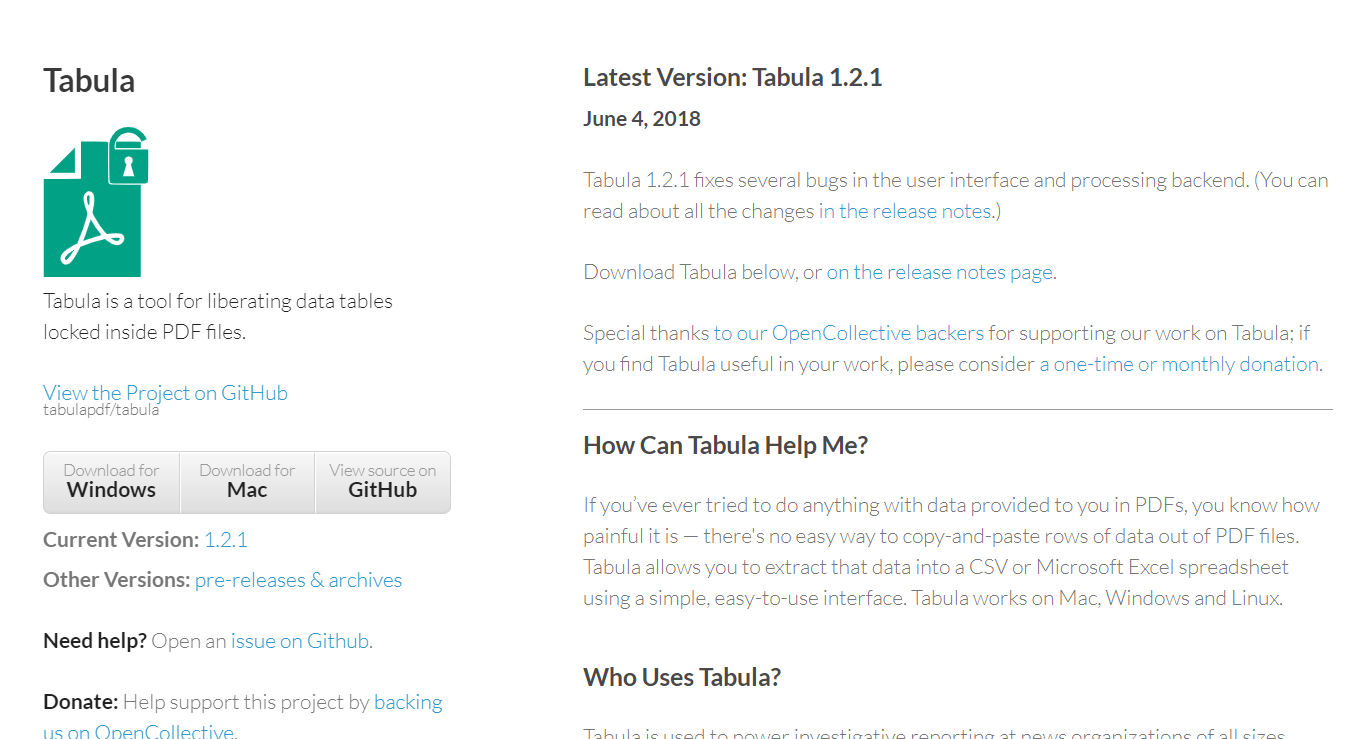 Tabula
Tabula is a tool for liberating data tables
locked inside PDF files.
View the Project on GitHub
tabulapdf/tabula
Download for
Windows
Download for
Mac
View source on
GitHub
Current Version: 1.2.1
Other Versions: pre-releases & archives
Need help? Open an issue on Github.
Donate: Help support this project by backing
us on OpenCollective.
Latest Version: Tabula 1.2.1
June 4, 2018
Tabula 1.2.1 fixes several bugs in the user interface and processing backend. (You can
read about all the changes in the release notes.)
Download Tabula below, or on the release notes page.
Special thanks to our OpenCollective backers for supporting our work on Tabula; if
you find Tabula useful in your work, please consider a one-time or monthly donation.
How Can Tabula Help Me?
If you’ve ever tried to do anything with data provided to you in PDFs, you know how
painful it is — there's no easy way to copy-and-paste rows of data out of PDF files.
Tabula allows you to extract that data into a CSV or Microsoft Excel spreadsheet
using a simple, easy-to-use interface. Tabula works on Mac, Windows and Linux.
Who Uses Tabula?
Tabula is used to power investigative reporting at news organizations of all sizes,